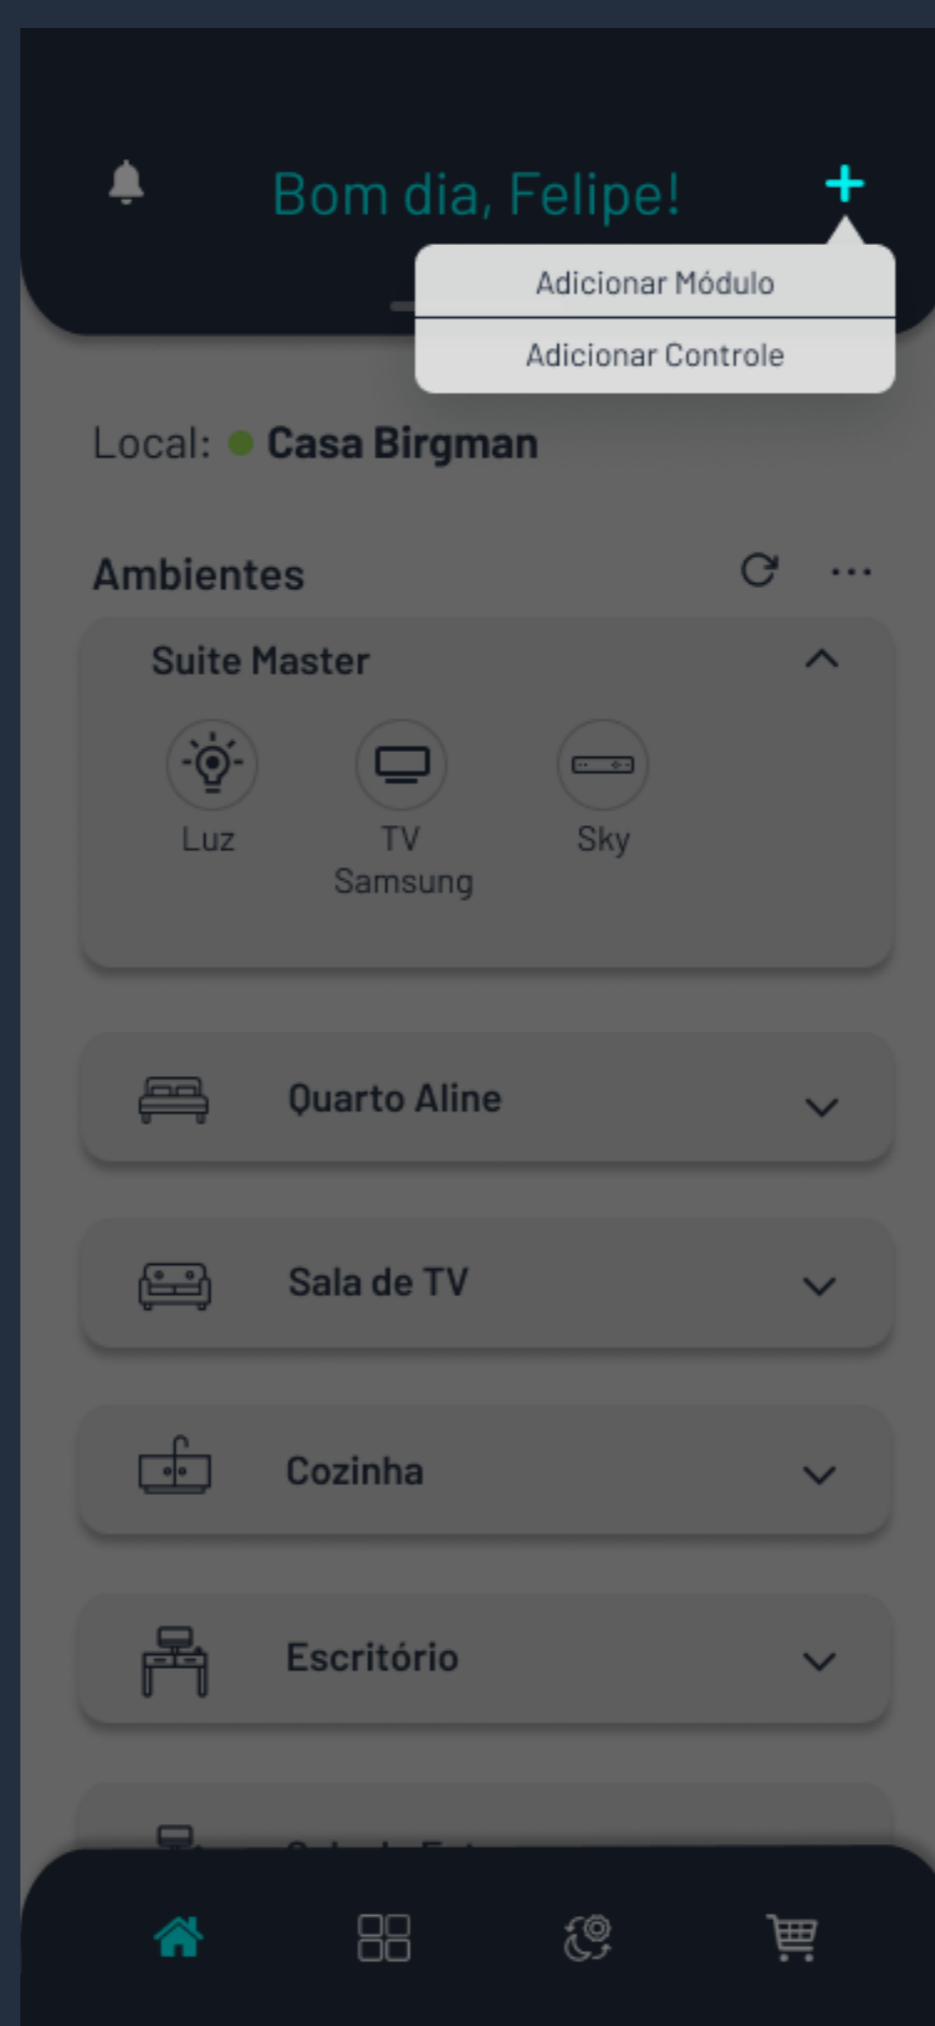 Bom dia, Felipe!
Adicionar Módulo
Adicionar Controle
Local: Casa Birgman
Ambientes
Suite Master
Luz
TV
Samsung
Sky
Quarto Aline
Sala de TV
Cozinha
Escritório